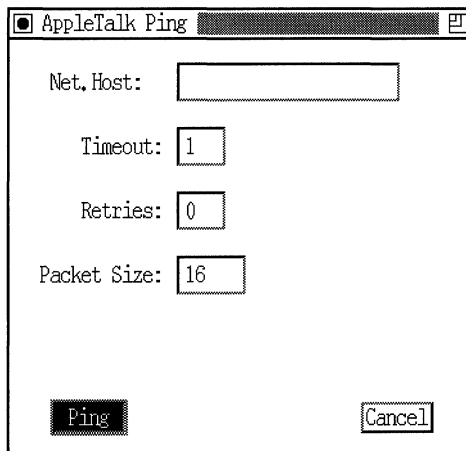 AppleTalk Ping
Net.Host:
Timeout: 1
Retries: 0
Packet Size: 16
Ping Cancel